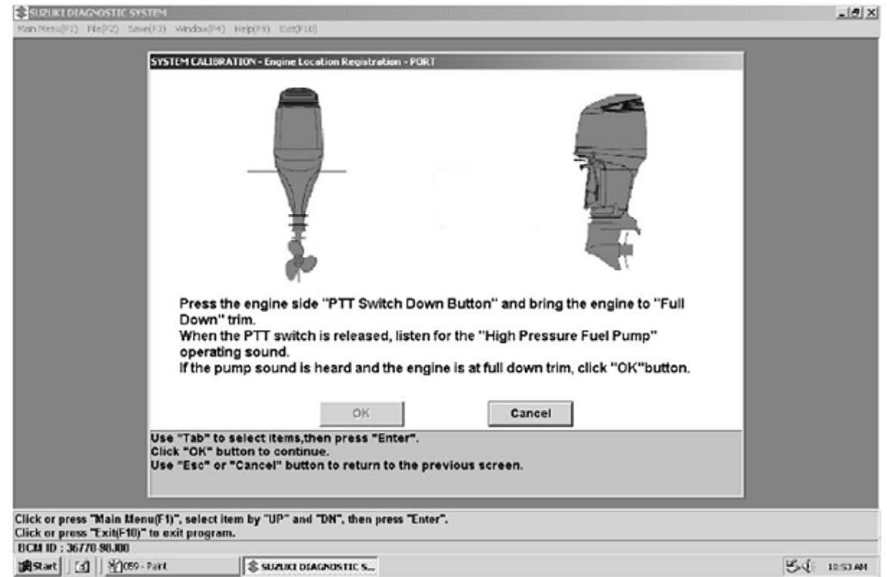 SUZUKI DIAGNOSTIC SYSTEM
Main Menu(F1) File(F2) Save(F3) Window(F4) Help(F9) Exit(F10)
SYSTEM CALIBRATION - Engine Location Registration - PORT
Press the engine side "PTT Switch Down Button" and bring the engine to "Full
Down" trim.
When the PTT switch is released, listen for the "High Pressure Fuel Pump"
operating sound.
If the pump sound is heard and the engine is at full down trim, click "OK"button.
OK Cancel
Use "Tab" to select items,then press "Enter".
Click "OK" button to continue.
Use "Esc" or "Cancel" button to return to the previous screen.
Click or press "Main Menu(F1)", select item by "UP" and "DN", then press "Enter".
Click or press "Exit(F10)" to exit program.
BCM ID : 36770-98J00
Start 059 - Paint SUZUKI DIAGNOSTIC S... 10:53 AM